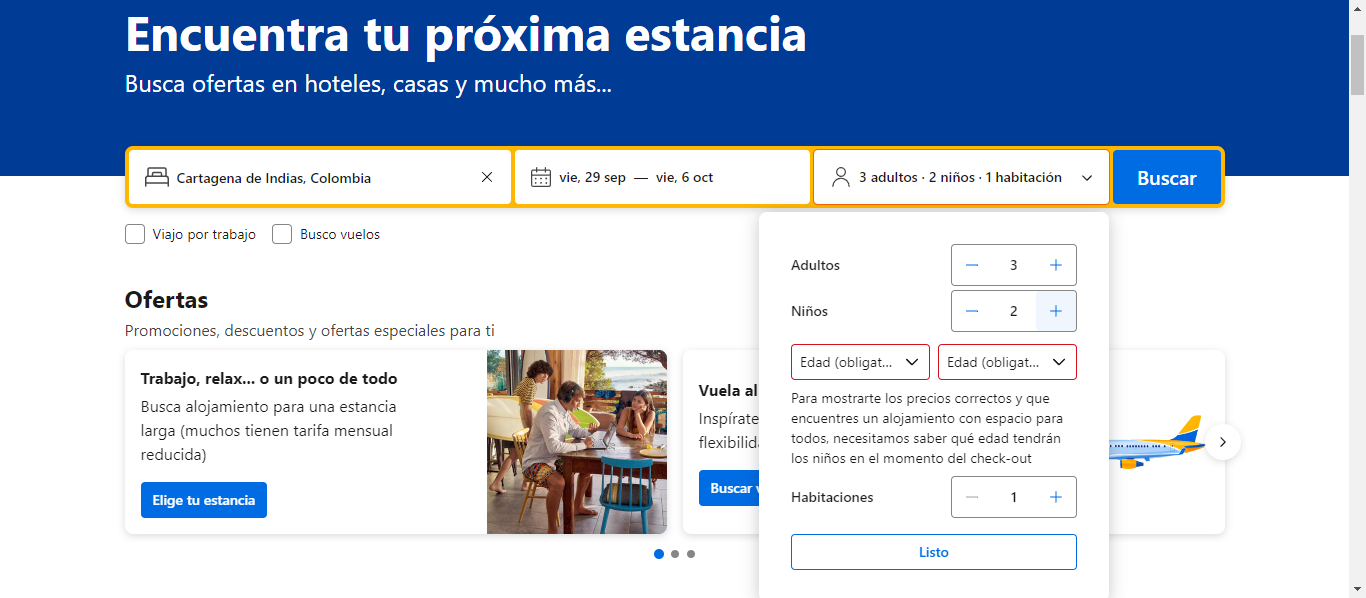 Encuentra tu próxima estancia
Busca ofertas en hoteles, casas y mucho más...
Cartagena de Indias, Colombia
vie, 29 sep — vie, 6 oct
3 adultos · 2 niños · 1 habitación
Buscar
Viajo por trabajo
Busco vuelos
Adultos
3
Niños
2
Edad (obligat...
Edad (obligat...
Para mostrarte los precios correctos y que
encuentres un alojamiento con espacio para
todos, necesitamos saber qué edad tendrán
los niños en el momento del check-out
Habitaciones
1
Listo
Ofertas
Promociones, descuentos y ofertas especiales para ti
Trabajo, relax... o un poco de todo
Busca alojamiento para una estancia
larga (muchos tienen tarifa mensual
reducida)
Elige tu estancia
Vuela al
Inspírate
Buscar